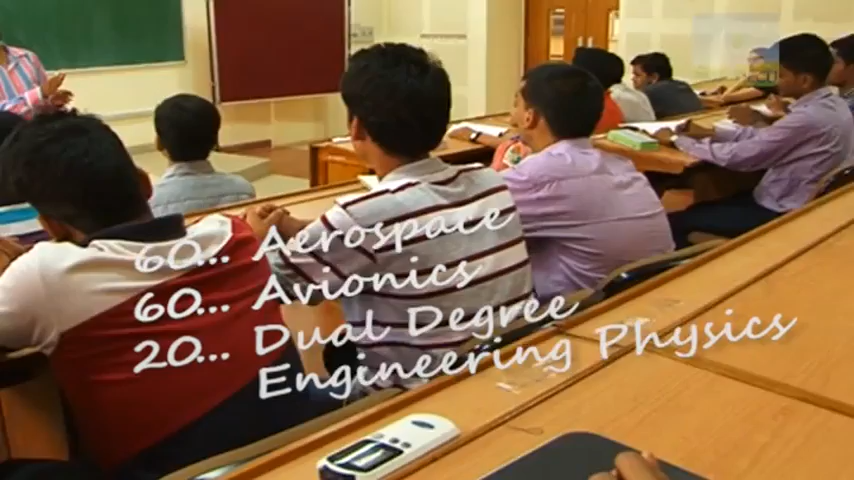 60... Aerospace
60... Avionics
20... Dual Degree
Engineering Physics